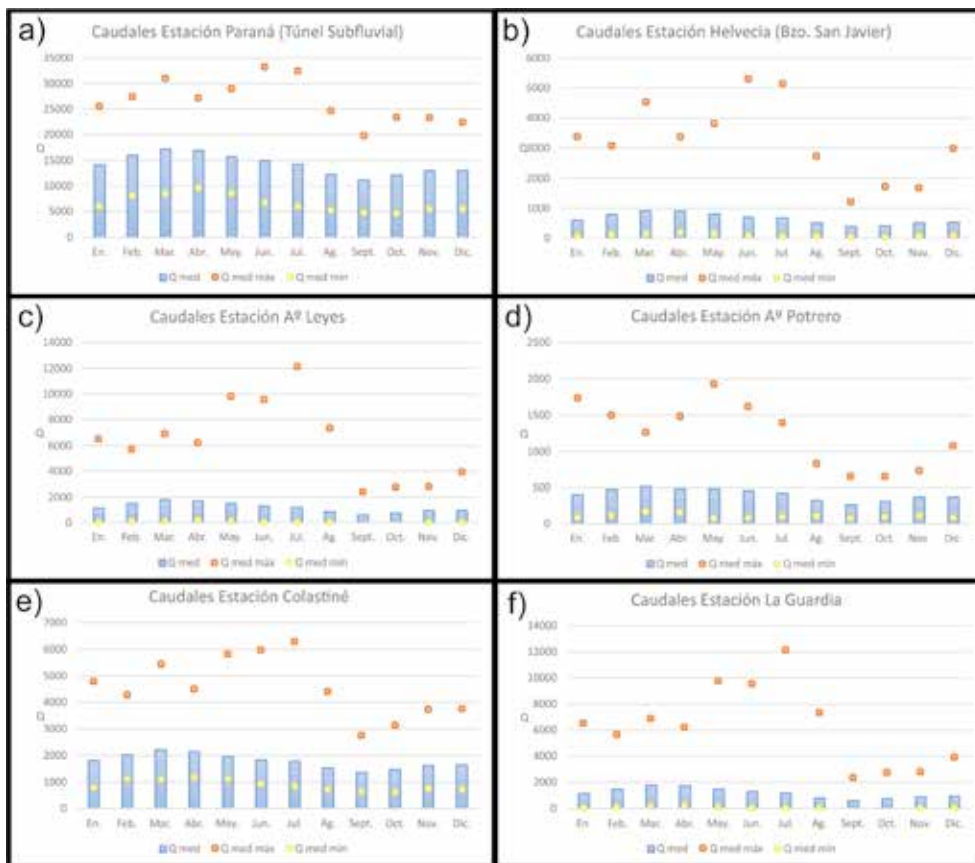 a)
Caudales Estación Paraná (Túnel Subfluvial)
35000
30000
25000
20000
15000
10000
5000
0
Q
En. Feb. Mar. Abr. May. Jun. Jul. Ag. Sept. Oct. Nov. Dic.
Q med Q med máx Q med min
b)
Caudales Estación Helvecia (Bzo. San Javier)
6000
5000
4000
3000
2000
1000
0
Q
En. Feb. Mar. Abr. May. Jun. Jul. Ag. Sept. Oct. Nov. Dic.
Q med Q med máx Q med min
c)
Caudales Estación Aº Leyes
14000
12000
10000
8000
6000
4000
2000
0
Q
En. Feb. Mar. Abr. May. Jun. Jul. Ag. Sept. Oct. Nov. Dic.
Q med Q med máx Q med min
d)
Caudales Estación Aº Potrero
2500
2000
1500
1000
500
0
Q
En. Feb. Mar. Abr. May. Jun. Jul. Ag. Sept. Oct. Nov. Dic.
Q med Q med máx Q med min
e)
Caudales Estación Colastiné
7000
6000
5000
4000
3000
2000
1000
0
Q
En. Feb. Mar. Abr. May. Jun. Jul. Ag. Sept. Oct. Nov. Dic.
Q med Q med máx Q med min
f)
Caudales Estación La Guardia
14000
12000
10000
8000
6000
4000
2000
0
Q
En. Feb. Mar. Abr. May. Jun. Jul. Ag. Sept. Oct. Nov. Dic.
Q med Q med máx Q med min